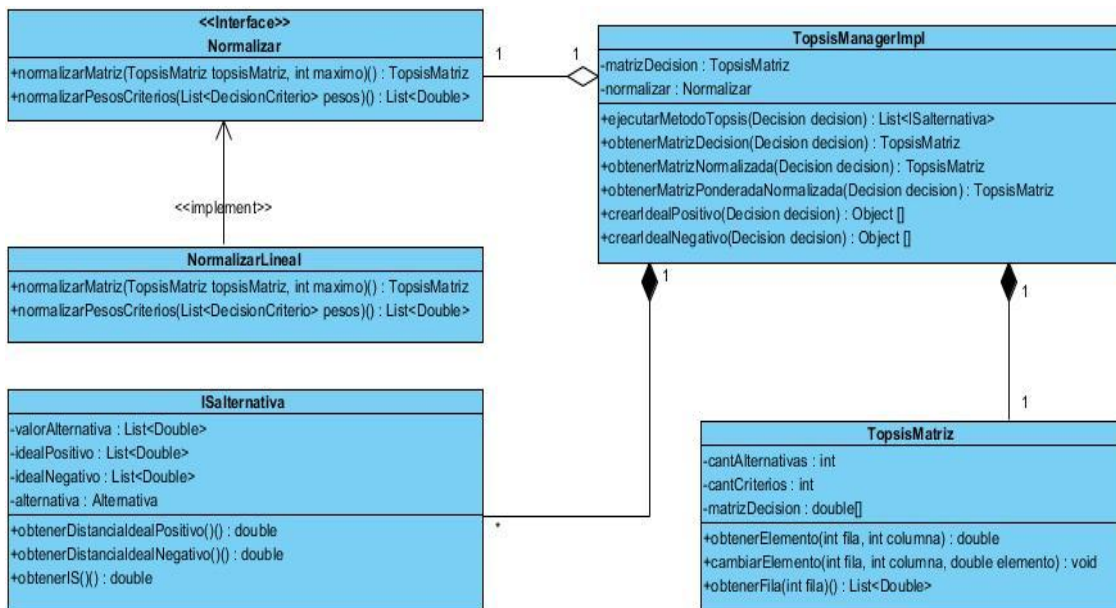 <<Interface>>
Normalizar
+normalizarMatriz(TopsisMatriz topsisMatriz, int maximo)() : TopsisMatriz
+normalizarPesosCriterios(List<DecisionCriterio> pesos)() : List<Double>
1
1
TopsisManagerImpl
-matrizDecision : TopsisMatriz
-normalizar : Normalizar
+ejecutarMetodoTopsis(Decision decision) : List<ISalternativa>
+obtenerMatrizDecision(Decision decision) : TopsisMatriz
+obtenerMatrizNormalizada(Decision decision) : TopsisMatriz
+obtenerMatrizPonderadaNormalizada(Decision decision) : TopsisMatriz
+crearIdealPositivo(Decision decision) : Object []
+crearIdealNegativo(Decision decision) : Object []
<<implement>>
NormalizarLineal
+normalizarMatriz(TopsisMatriz topsisMatriz, int maximo)() : TopsisMatriz
+normalizarPesosCriterios(List<DecisionCriterio> pesos)() : List<Double>
1
1
ISalternativa
-valorAlternativa : List<Double>
-idealPositivo : List<Double>
-idealNegativo : List<Double>
-alternativa : Alternativa
+obtenerDistanciaIdealPositivo()() : double
+obtenerDistanciaIdealNegativo()() : double
+obtenerIS()() : double
*
1
TopsisMatriz
-cantAlternativas : int
-cantCriterios : int
-matrizDecision : double[]
+obtenerElemento(int fila, int columna) : double
+cambiarElemento(int fila, int columna, double elemento) : void
+obtenerFila(int fila)() : List<Double>